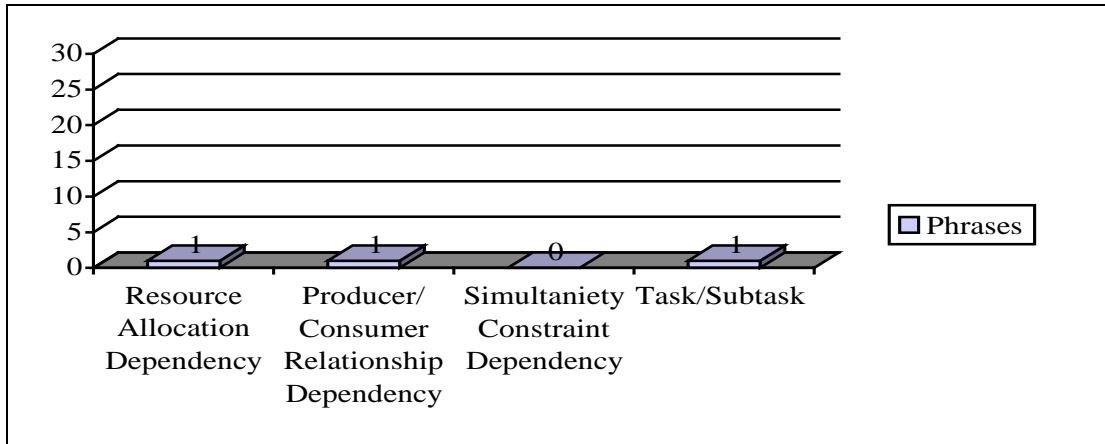 30
25
20
15
10
5
0
1
1
0
1
Resource
Allocation
Dependency
Producer/
Consumer
Relationship
Dependency
Simultaniety
Constraint
Dependency
Task/Subtask
Phrases